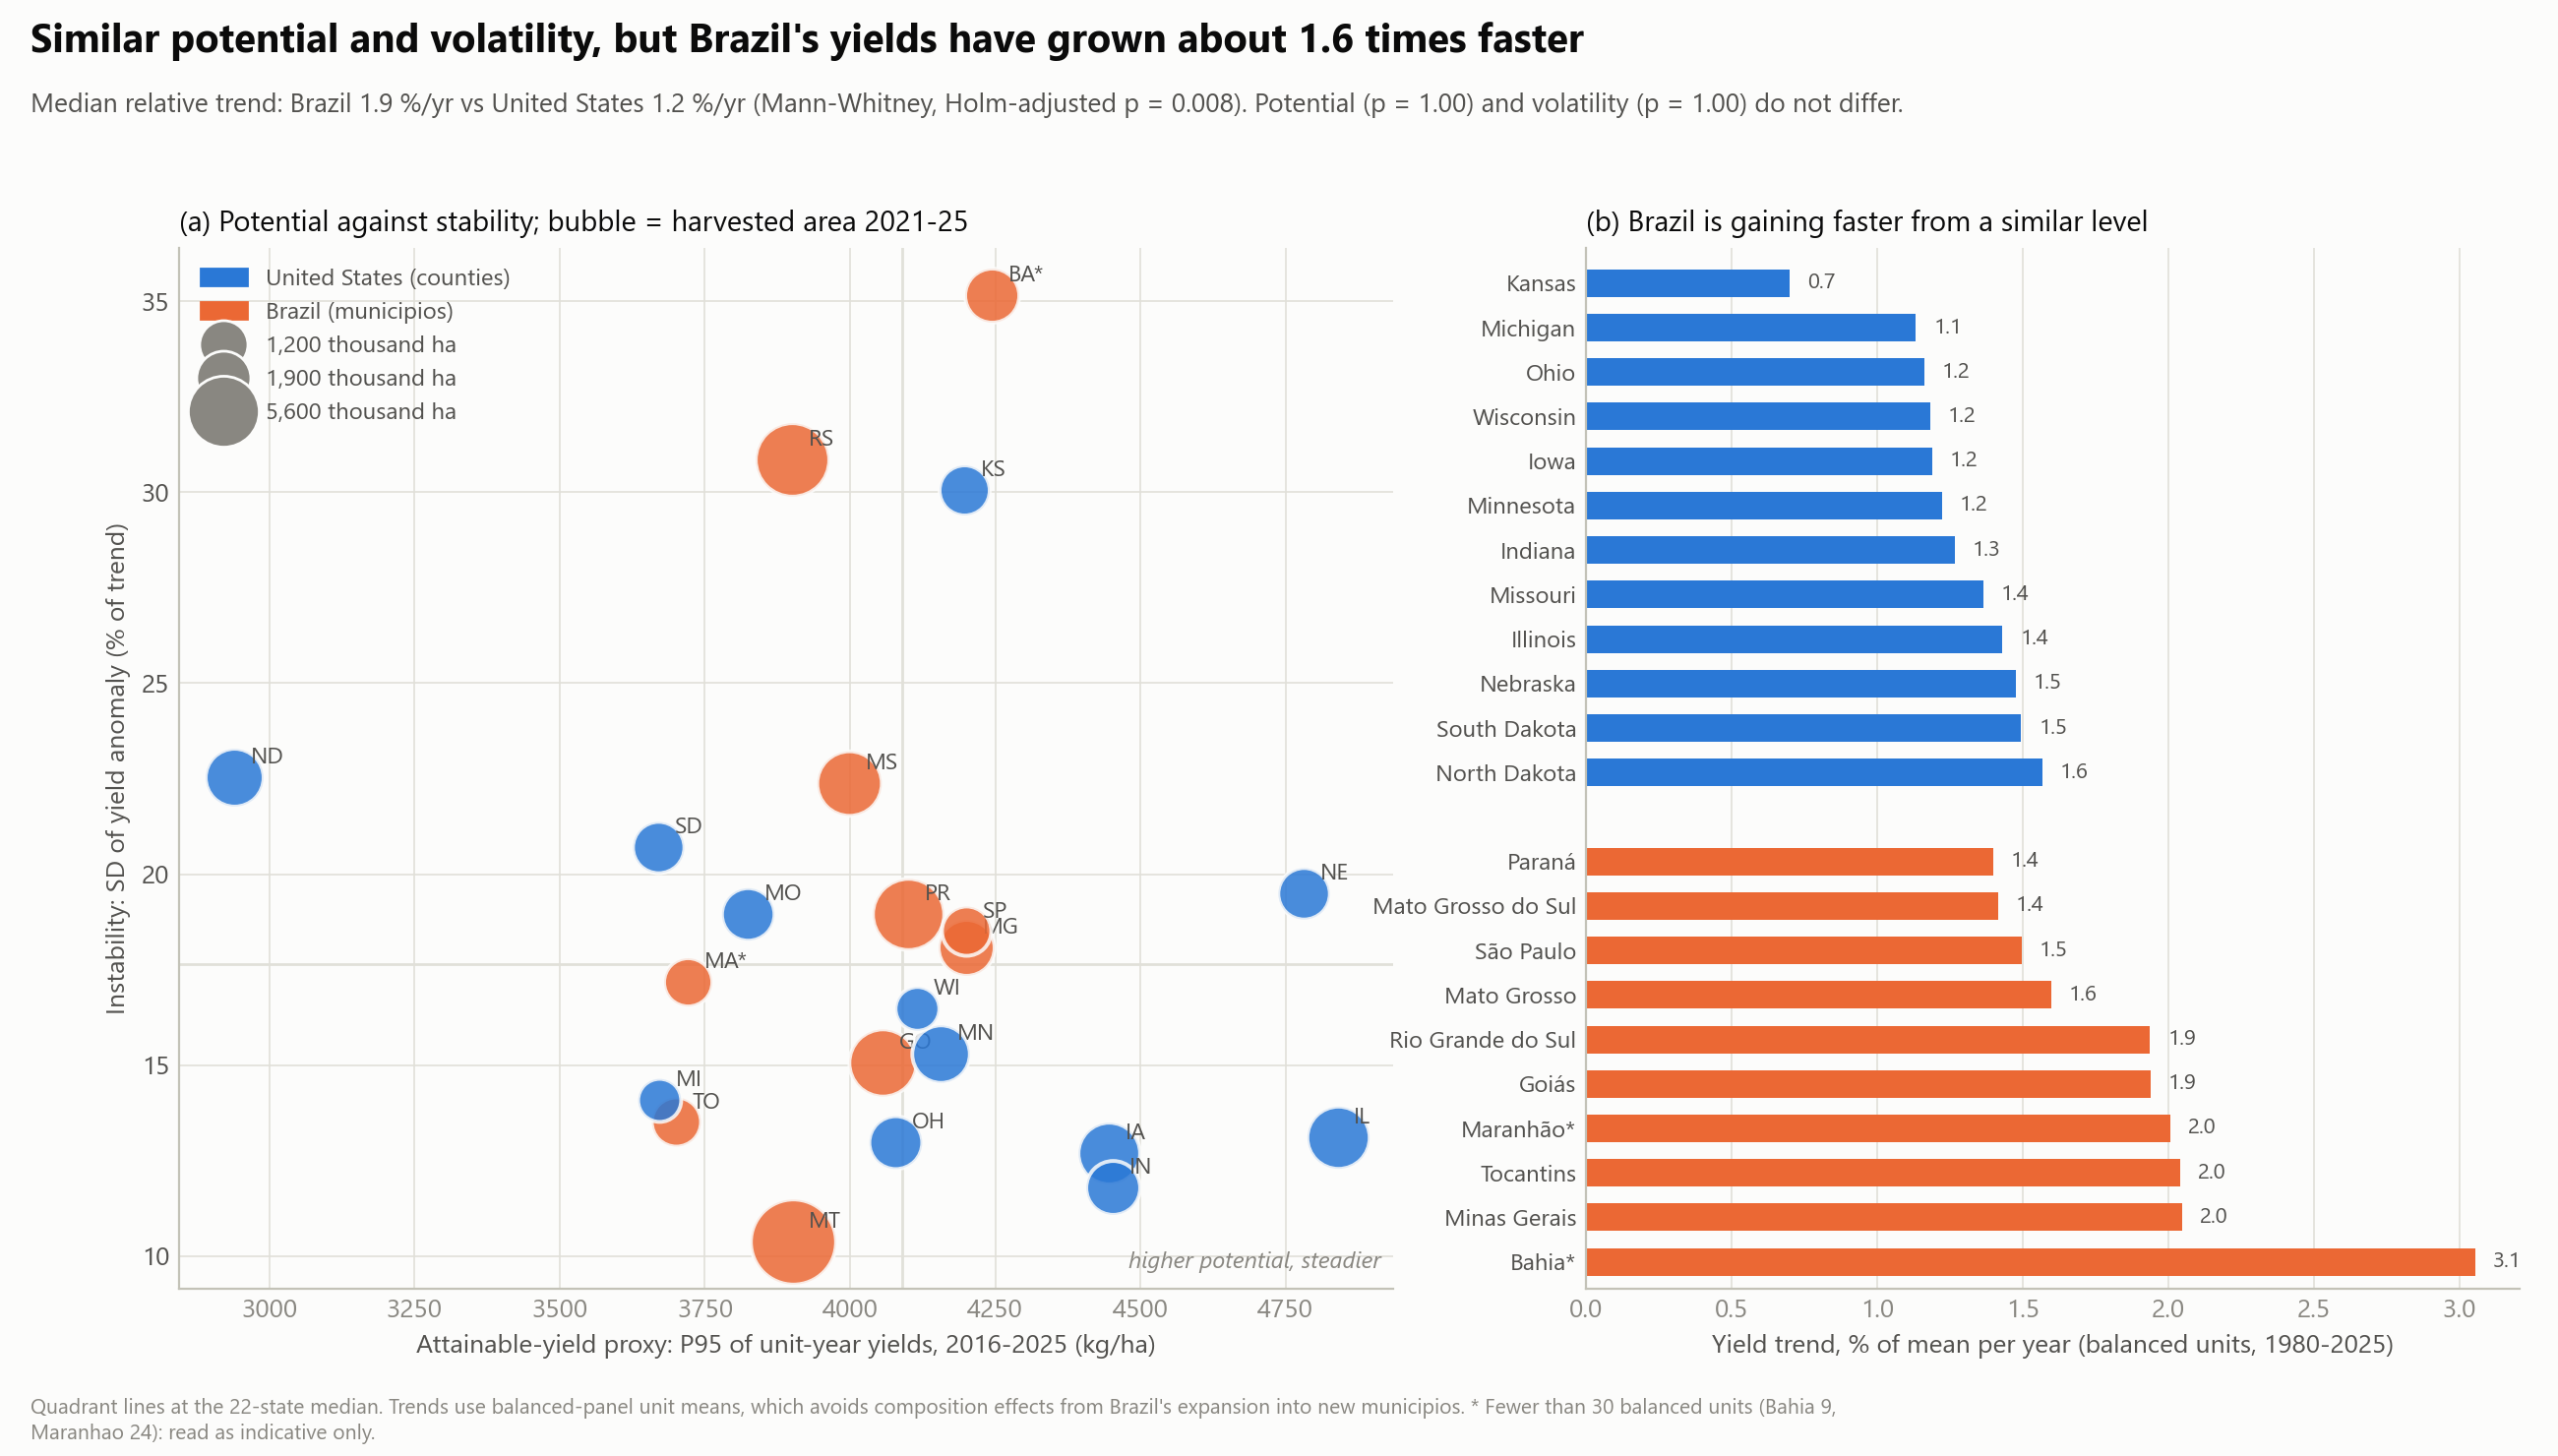 Similar potential and volatility, but Brazil's yields have grown about 1.6 times faster
Median relative trend: Brazil 1.9 %/yr vs United States 1.2 %/yr (Mann-Whitney, Holm-adjusted p = 0.008). Potential (p = 1.00) and volatility (p = 1.00) do not differ.
(a) Potential against stability; bubble = harvested area 2021-25
United States (counties)
Brazil (municipios)
1,200 thousand ha
1,900 thousand ha
5,600 thousand ha
Instability: SD of yield anomaly (% of trend)
35
30
25
20
15
10
BA*
RS
KS
ND
MS
SD
NE
MO
PR
SP
MG
MA*
WI
MN
GO
MI
TO
OH
IA
IL
IN
MT
higher potential, steadier
3000 3250 3500 3750 4000 4250 4500 4750
Attainable-yield proxy: P95 of unit-year yields, 2016-2025 (kg/ha)
(b) Brazil is gaining faster from a similar level
Kansas 0.7
Michigan 1.1
Ohio 1.2
Wisconsin 1.2
Iowa 1.2
Minnesota 1.2
Indiana 1.3
Missouri 1.4
Illinois 1.4
Nebraska 1.5
South Dakota 1.5
North Dakota 1.6
Paraná 1.4
Mato Grosso do Sul 1.4
São Paulo 1.5
Mato Grosso 1.6
Rio Grande do Sul 1.9
Goiás 1.9
Maranhão* 2.0
Tocantins 2.0
Minas Gerais 2.0
Bahia* 3.1
0.0 0.5 1.0 1.5 2.0 2.5 3.0
Yield trend, % of mean per year (balanced units, 1980-2025)
Quadrant lines at the 22-state median. Trends use balanced-panel unit means, which avoids composition effects from Brazil's expansion into new municipios. * Fewer than 30 balanced units (Bahia 9,
Maranhao 24): read as indicative only.